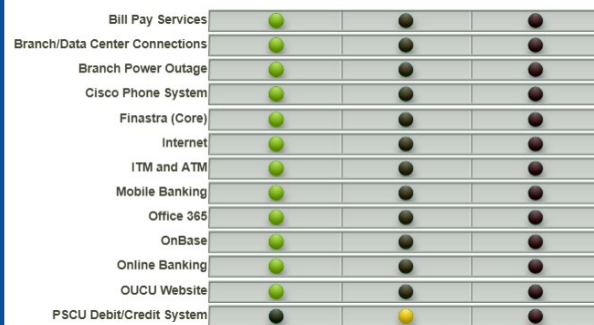 Bill Pay Services
Branch/Data Center Connections
Branch Power Outage
Cisco Phone System
Finastra (Core)
Internet
ITM and ATM
Mobile Banking
Office 365
OnBase
Online Banking
OUCU Website
PSCU Debit/Credit System